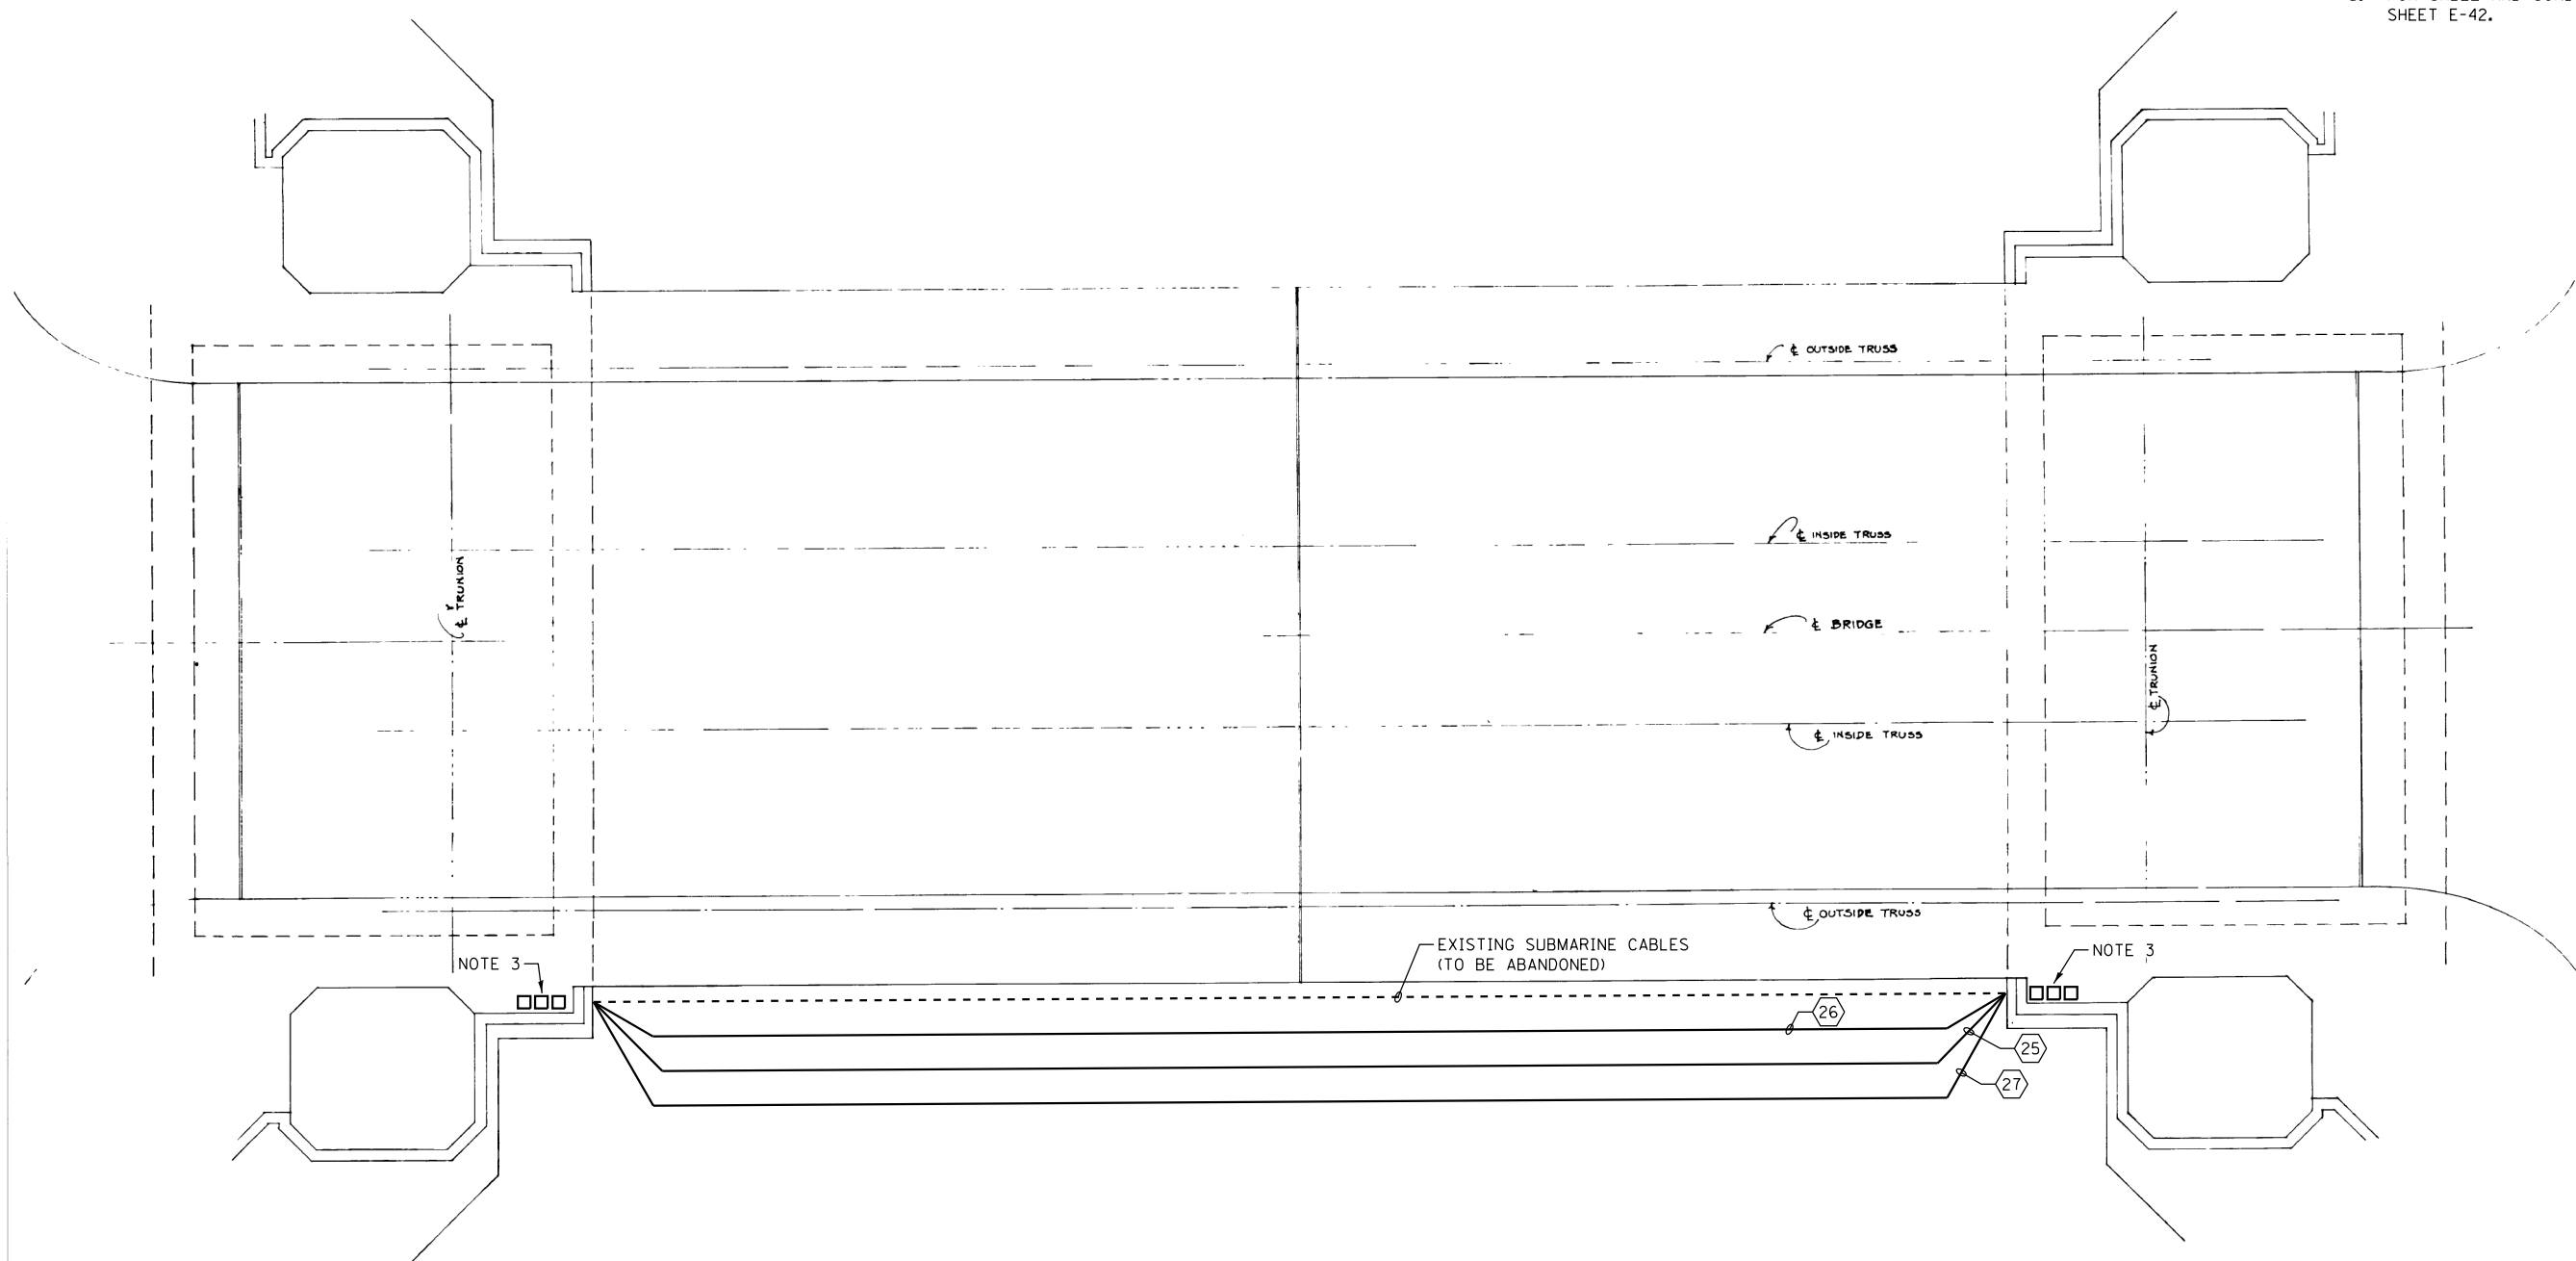 SHEET E-42.
℄ OUTSIDE TRUSS
℄ INSIDE TRUSS
℄ TRUNION
℄ BRIDGE
℄ TRUNION
℄ INSIDE TRUSS
℄ OUTSIDE TRUSS
EXISTING SUBMARINE CABLES
(TO BE ABANDONED)
NOTE 3
NOTE 3
26
25
27